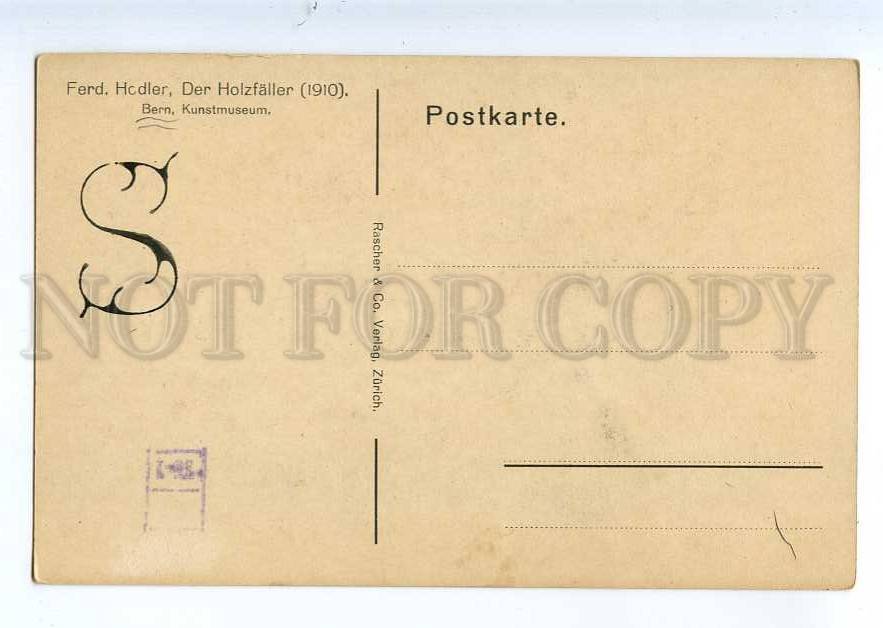 Ferd. Hodler, Der Holzfäller (1910).
Bern, Kunstmuseum.
S
Postkarte.
Rascher & Co. Verlag, Zürich.
NOT FOR COPY